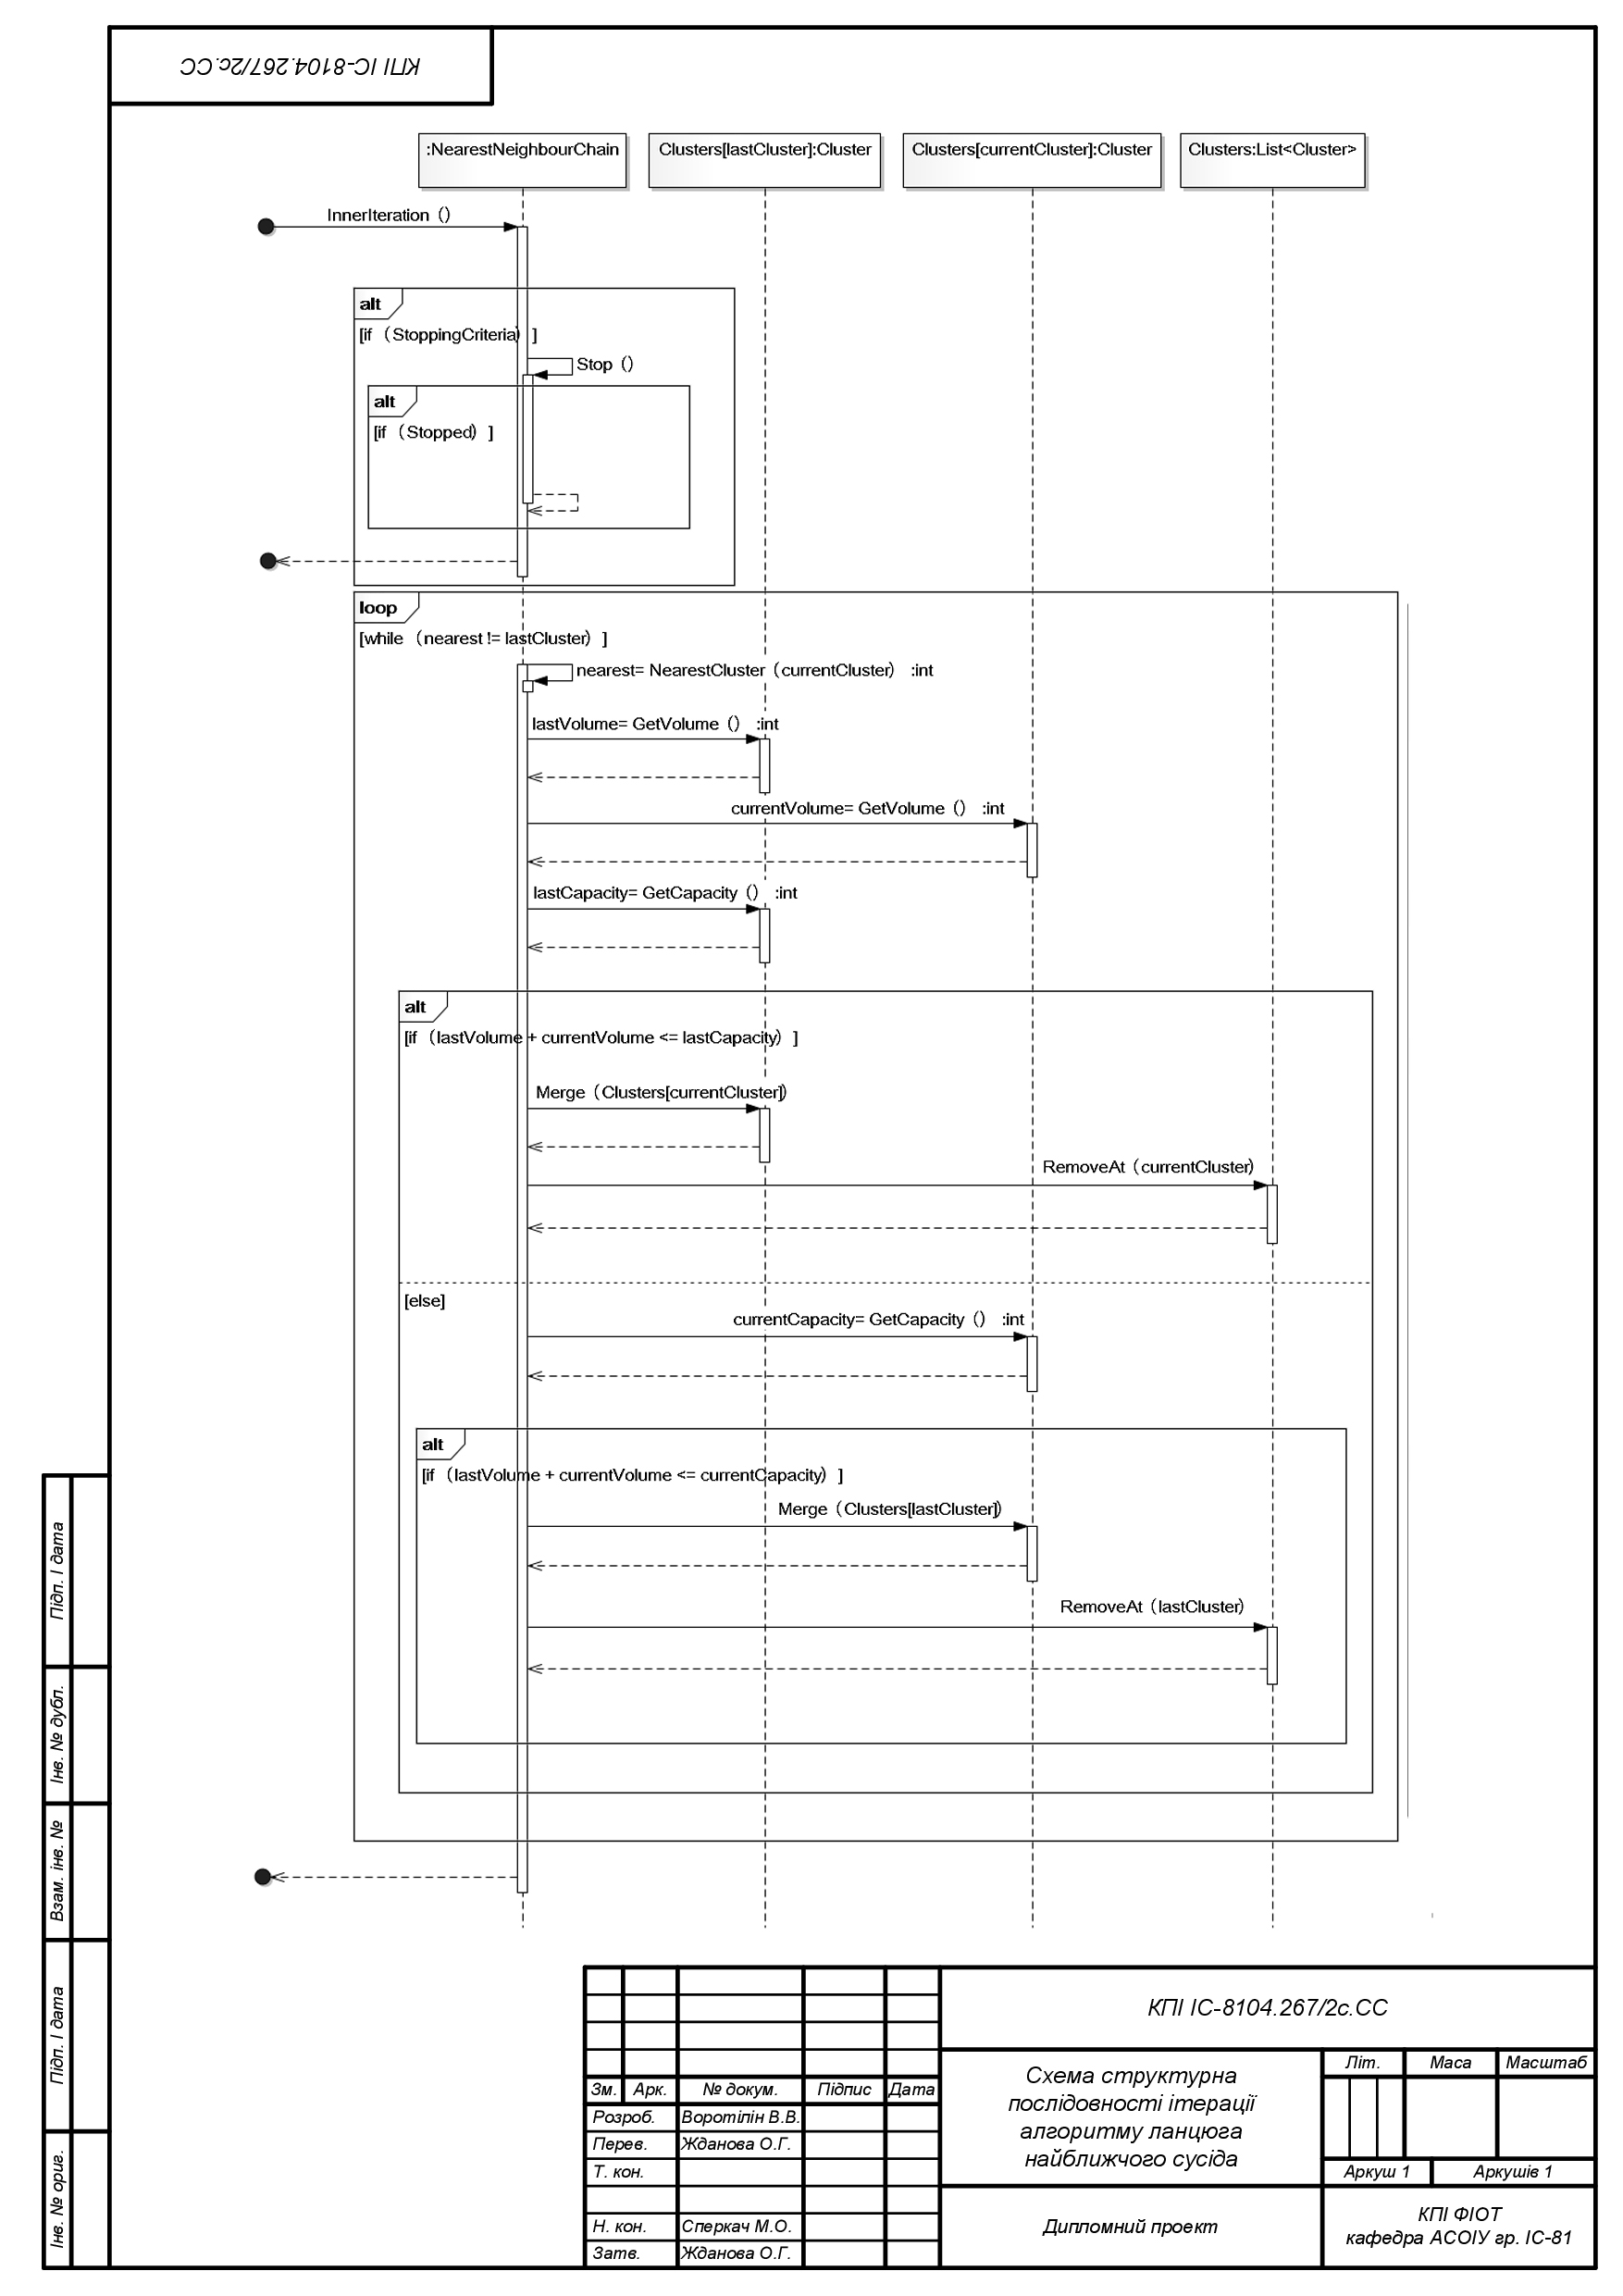 КПІ ІС-8104.267/2с.СС
:NearestNeighbourChain
Clusters[lastCluster]:Cluster
Clusters[currentCluster]:Cluster
Clusters:List<Cluster>
InnerIteration ()
alt
[if (StoppingCriteria) ]
Stop ()
alt
[if (Stopped) ]
loop
[while (nearest != lastCluster) ]
nearest= NearestCluster (currentCluster) :int
lastVolume= GetVolume () :int
currentVolume= GetVolume () :int
lastCapacity= GetCapacity () :int
alt
[if (lastVolume + currentVolume <= lastCapacity) ]
Merge (Clusters[currentCluster])
RemoveAt (currentCluster)
[else]
currentCapacity= GetCapacity () :int
alt
[if (lastVolume + currentVolume <= currentCapacity) ]
Merge (Clusters[lastCluster])
RemoveAt (lastCluster)
Підп. І дата
Інв. № дубл.
Взам. інв. №
Підп. І дата
Інв. № ориг.
КПІ ІС-8104.267/2с.СС
Схема структурна
послідовності ітерації
алгоритму ланцюга
найближчого сусіда
Літ. Маса Масштаб
Зм. Арк. № докум. Підпис Дата
Розроб. Воротілін В.В.
Перев. Жданова О.Г.
Т. кон.
Аркуш 1 Аркушів 1
Н. кон. Сперкач М.О.
Затв. Жданова О.Г.
Дипломний проект
КПІ ФІОТ
кафедра АСОІУ гр. ІС-81